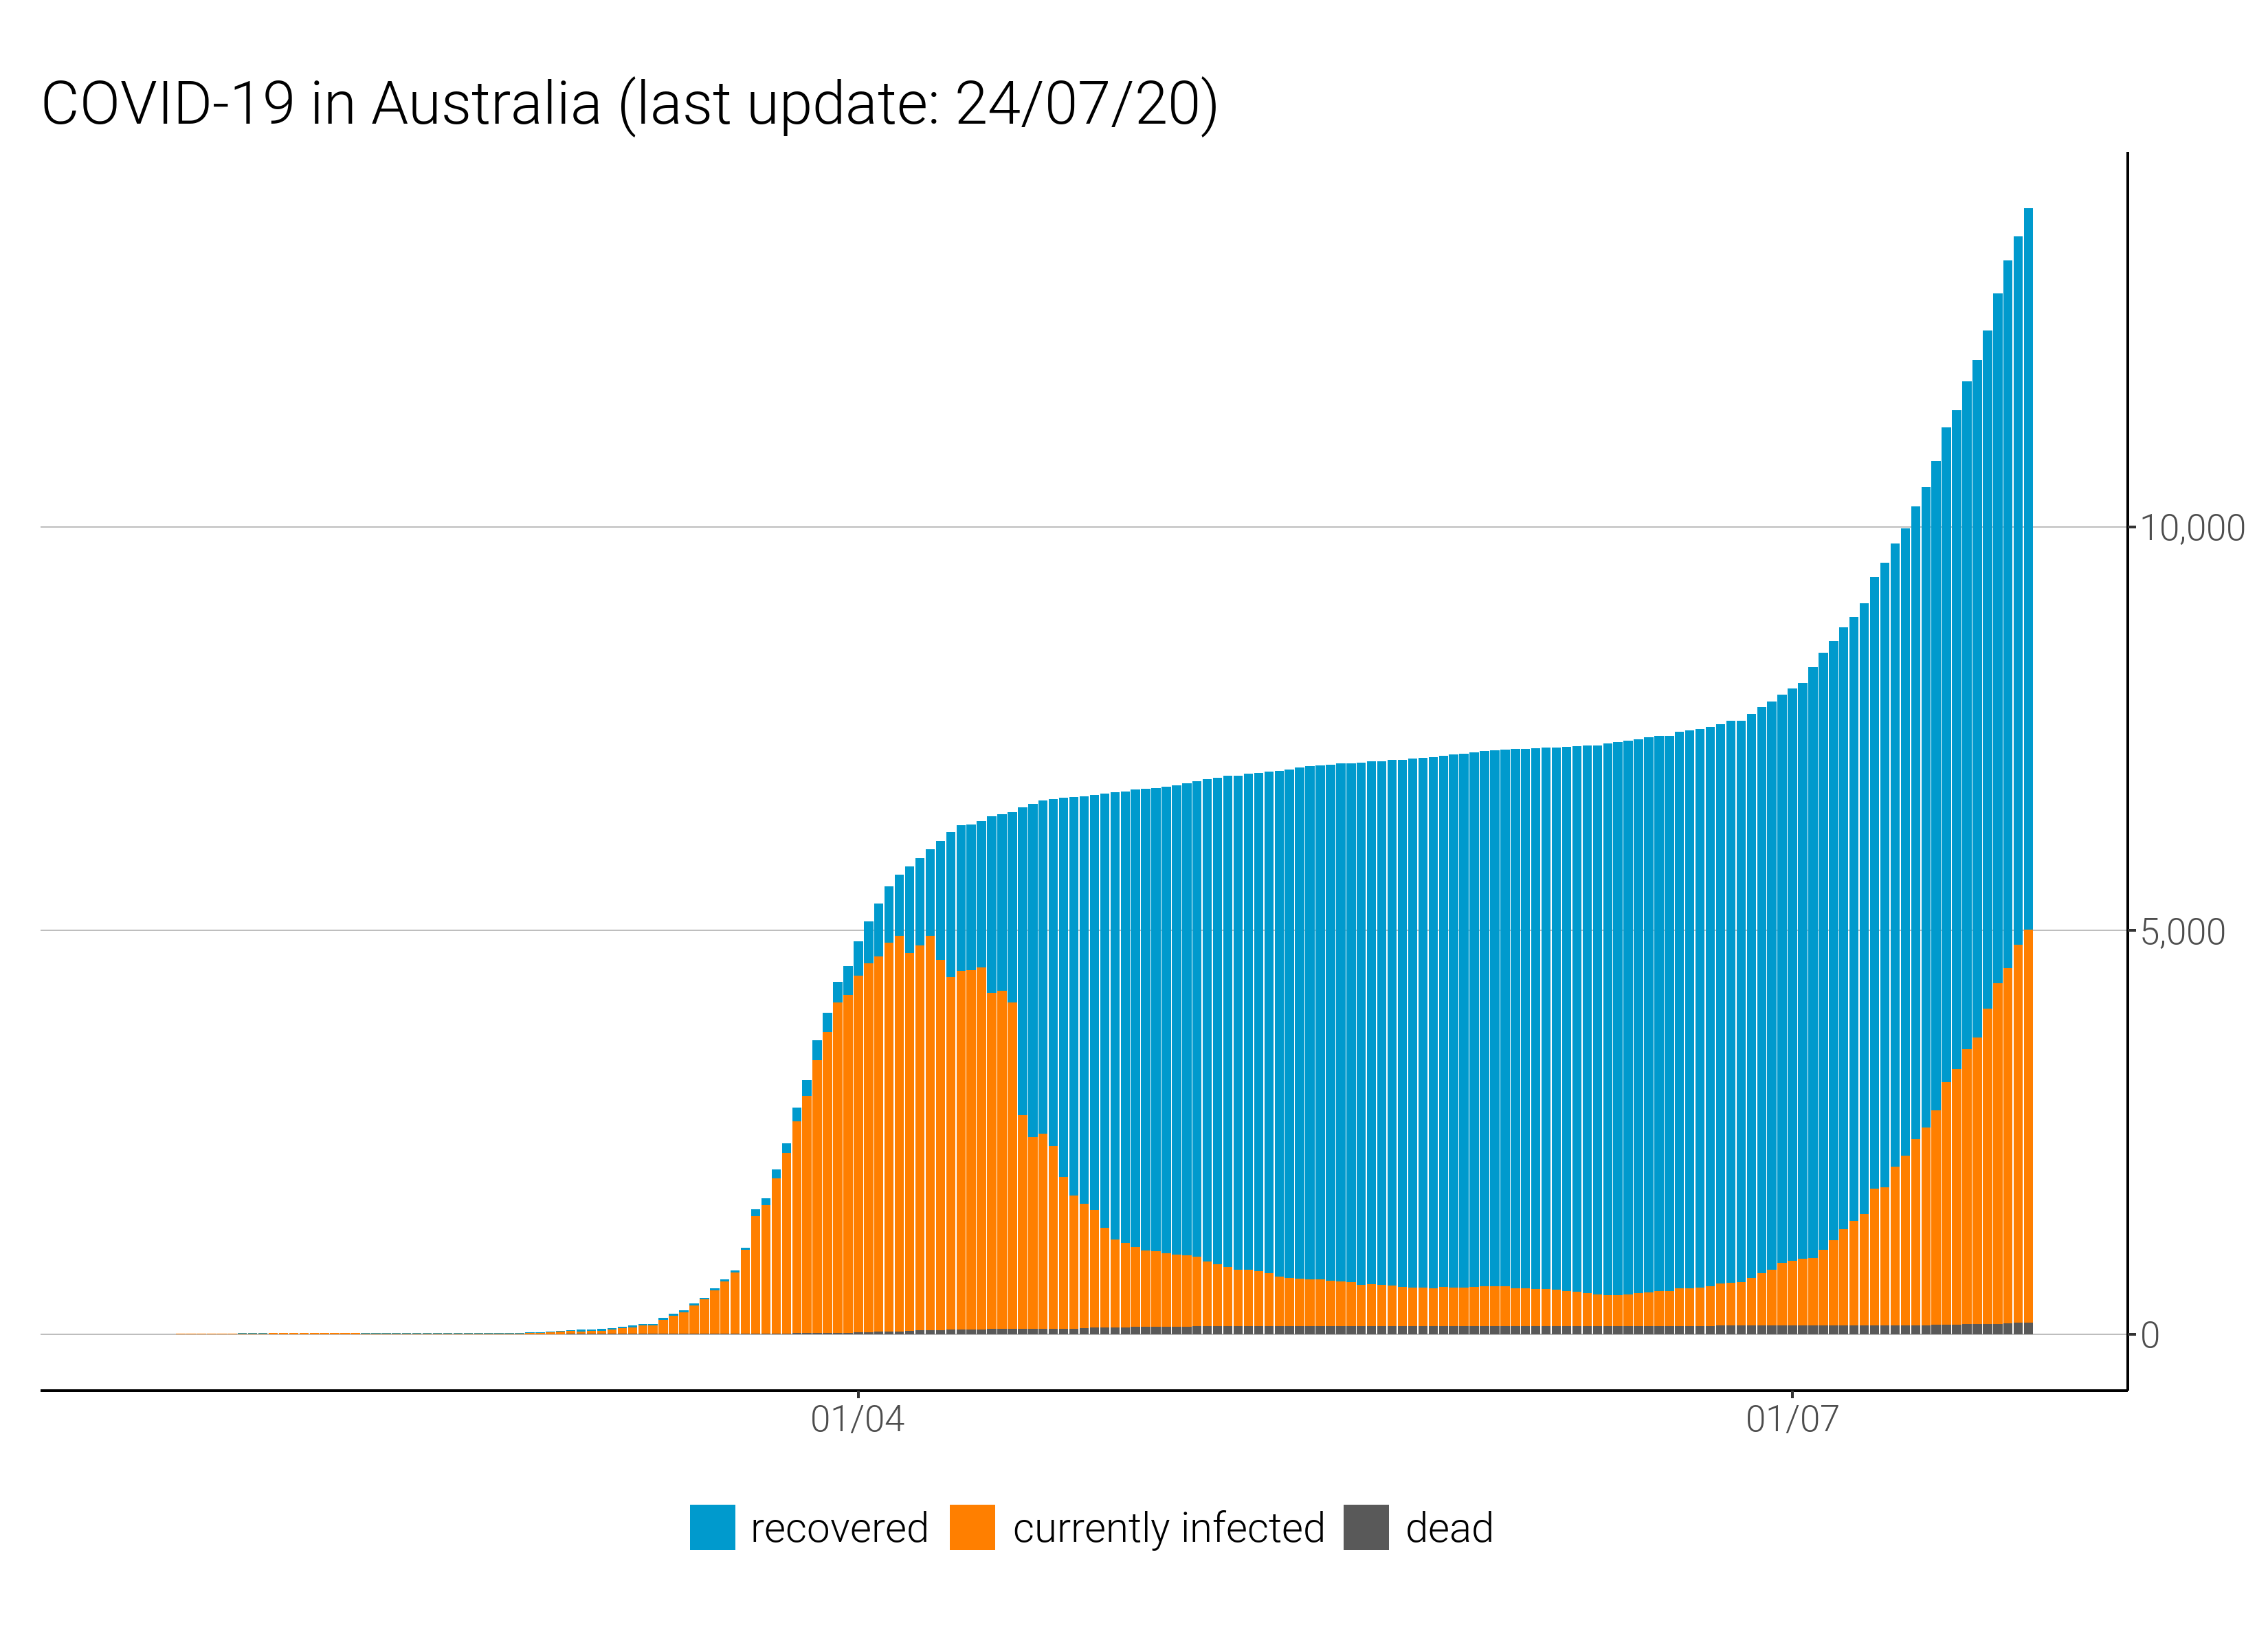 COVID-19 in Australia (last update: 24/07/20)
10,000
5,000
0
01/04 01/07
recovered currently infected dead